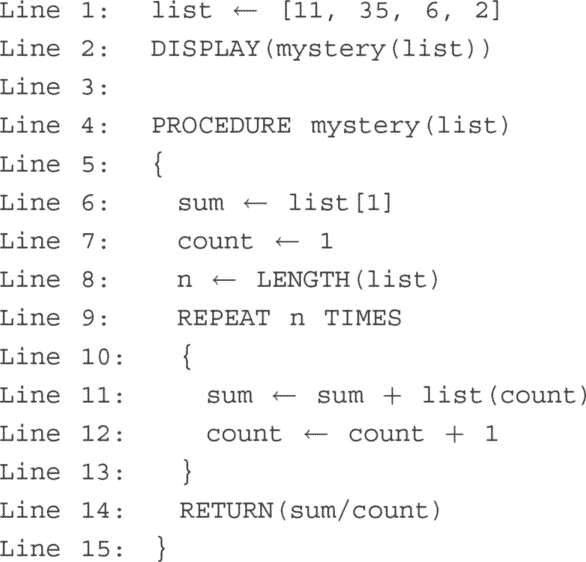 Line 1: list ← [11, 35, 6, 2]
Line 2: DISPLAY(mystery(list))
Line 3:
Line 4: PROCEDURE mystery(list)
Line 5: {
Line 6: sum ← list[1]
Line 7: count ← 1
Line 8: n ← LENGTH(list)
Line 9: REPEAT n TIMES
Line 10: {
Line 11: sum ← sum + list(count)
Line 12: count ← count + 1
Line 13: }
Line 14: RETURN(sum/count)
Line 15: }